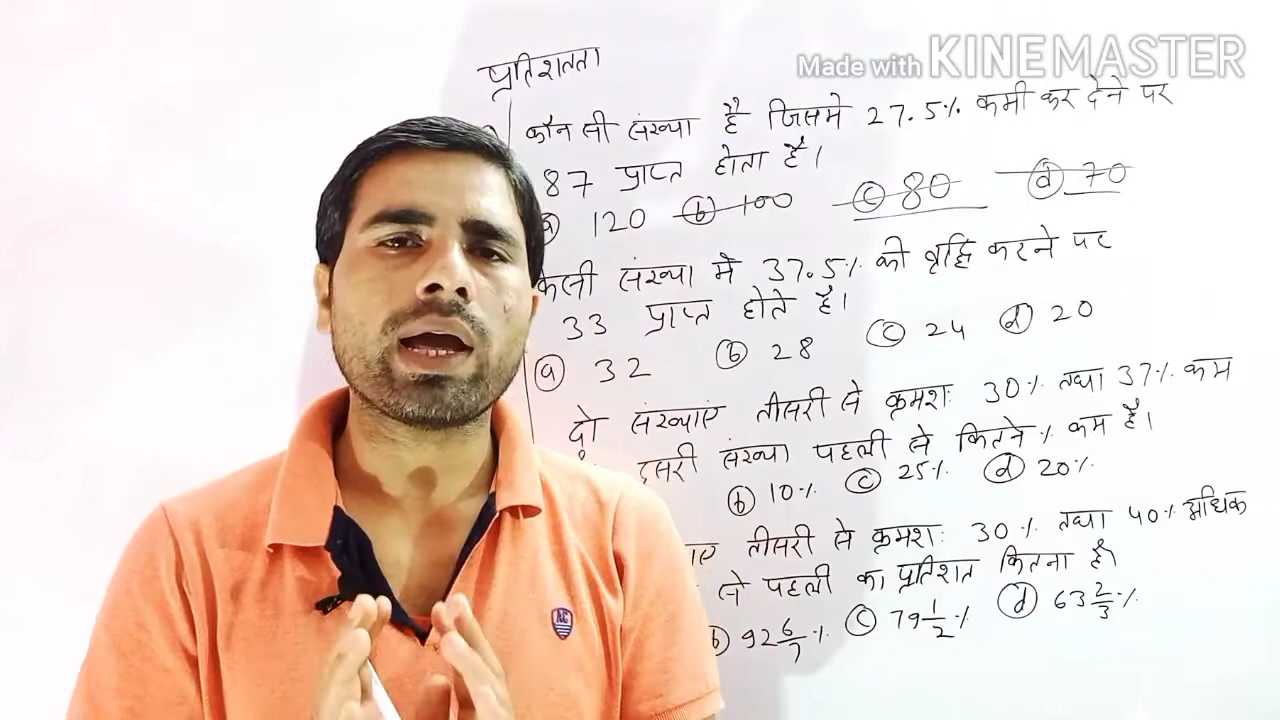 Made with KINEMASTER
प्रतिशतता
कौन सी संख्या है जिसमे 27.5% कमी कर देने पर
87 प्राप्त होता है।
ⓐ 120 ⓑ 100 ⓒ 80 ⓓ 70
किसी संख्या में 37.5% की वृद्धि करने पर
33 प्राप्त होते है।
ⓐ 32 ⓑ 28 ⓒ 24 ⓓ 20
दो संख्याएं तीसरी से क्रमशः 30% तथा 37% कम
दूसरी संख्या पहली से कितने % कम है।
ⓑ 10% ⓒ 25% ⓓ 20%
तीसरी से क्रमशः 30% तथा 40% अधिक
से पहली का प्रतिशत कितना है।
ⓑ 92 6/7 % ⓒ 79 1/2 % ⓓ 63 2/3 %